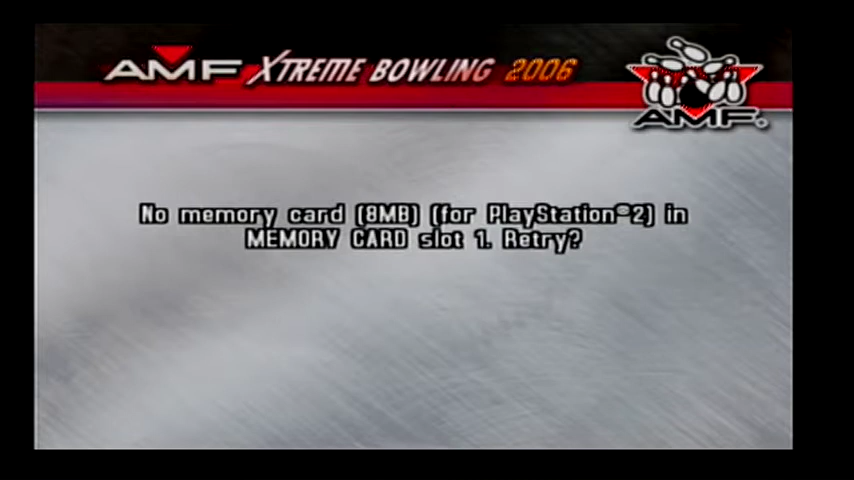 AMF XTREME BOWLING 2006
AMF®
No memory card (8MB) (for PlayStation®2) in
MEMORY CARD slot 1. Retry?